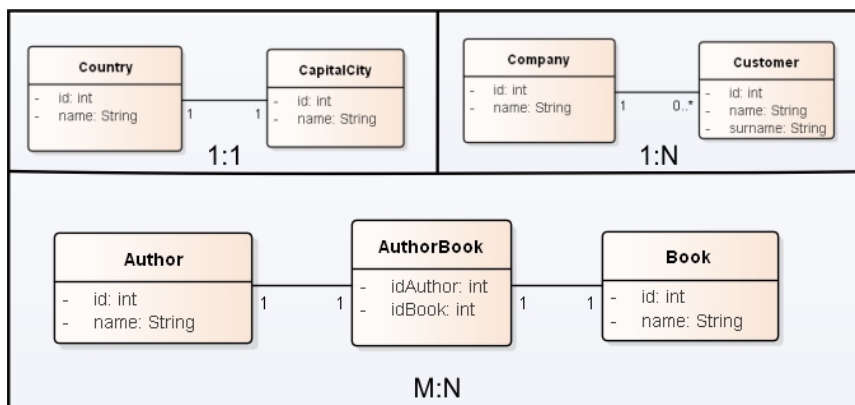 Country
- id: int
- name: String
1
1
CapitalCity
- id: int
- name: String
1:1
Company
- id: int
- name: String
1
0..*
Customer
- id: int
- name: String
- surname: String
1:N
Author
- id: int
- name: String
1
1
AuthorBook
- idAuthor: int
- idBook: int
1
1
Book
- id: int
- name: String
M:N